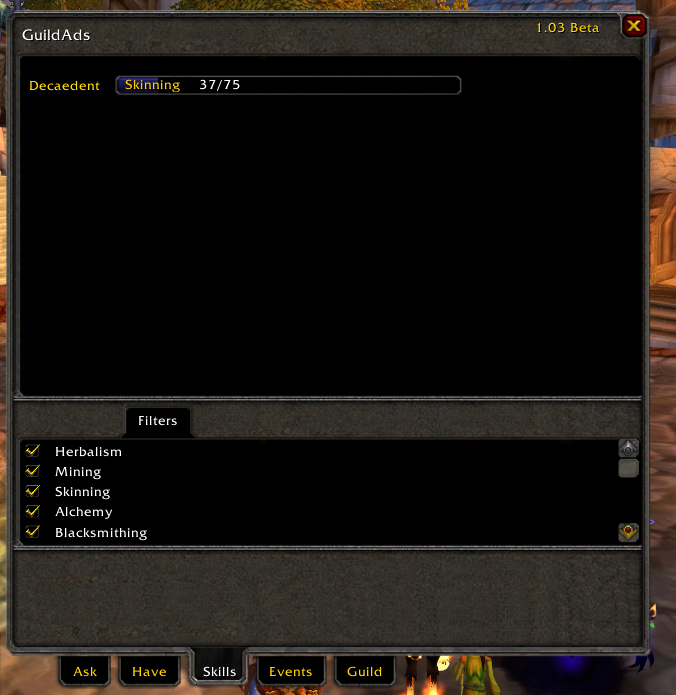 GuildAds
1.03 Beta
Decaedent Skinning 37/75
Filters
Herbalism
Mining
Skinning
Alchemy
Blacksmithing
Ask Have Skills Events Guild